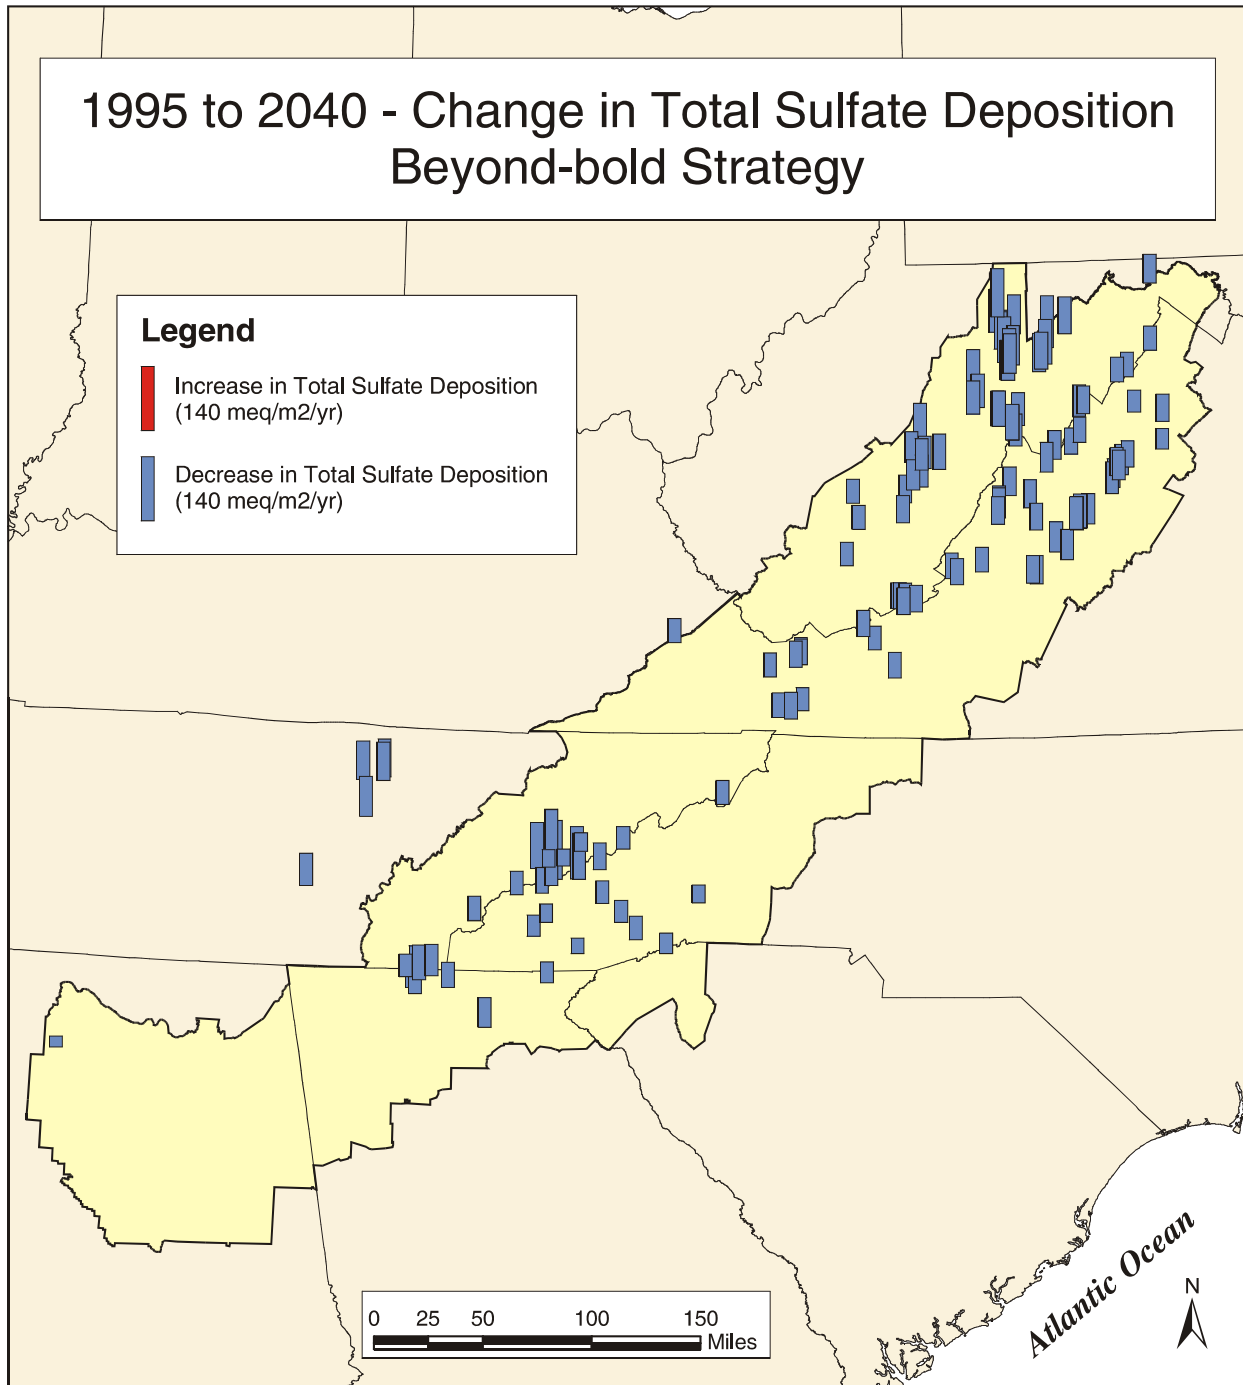 1995 to 2040 - Change in Total Sulfate Deposition
Beyond-bold Strategy
Legend
Increase in Total Sulfate Deposition
(140 meq/m2/yr)
Decrease in Total Sulfate Deposition
(140 meq/m2/yr)
Atlantic Ocean
N
0 25 50 100 150
Miles